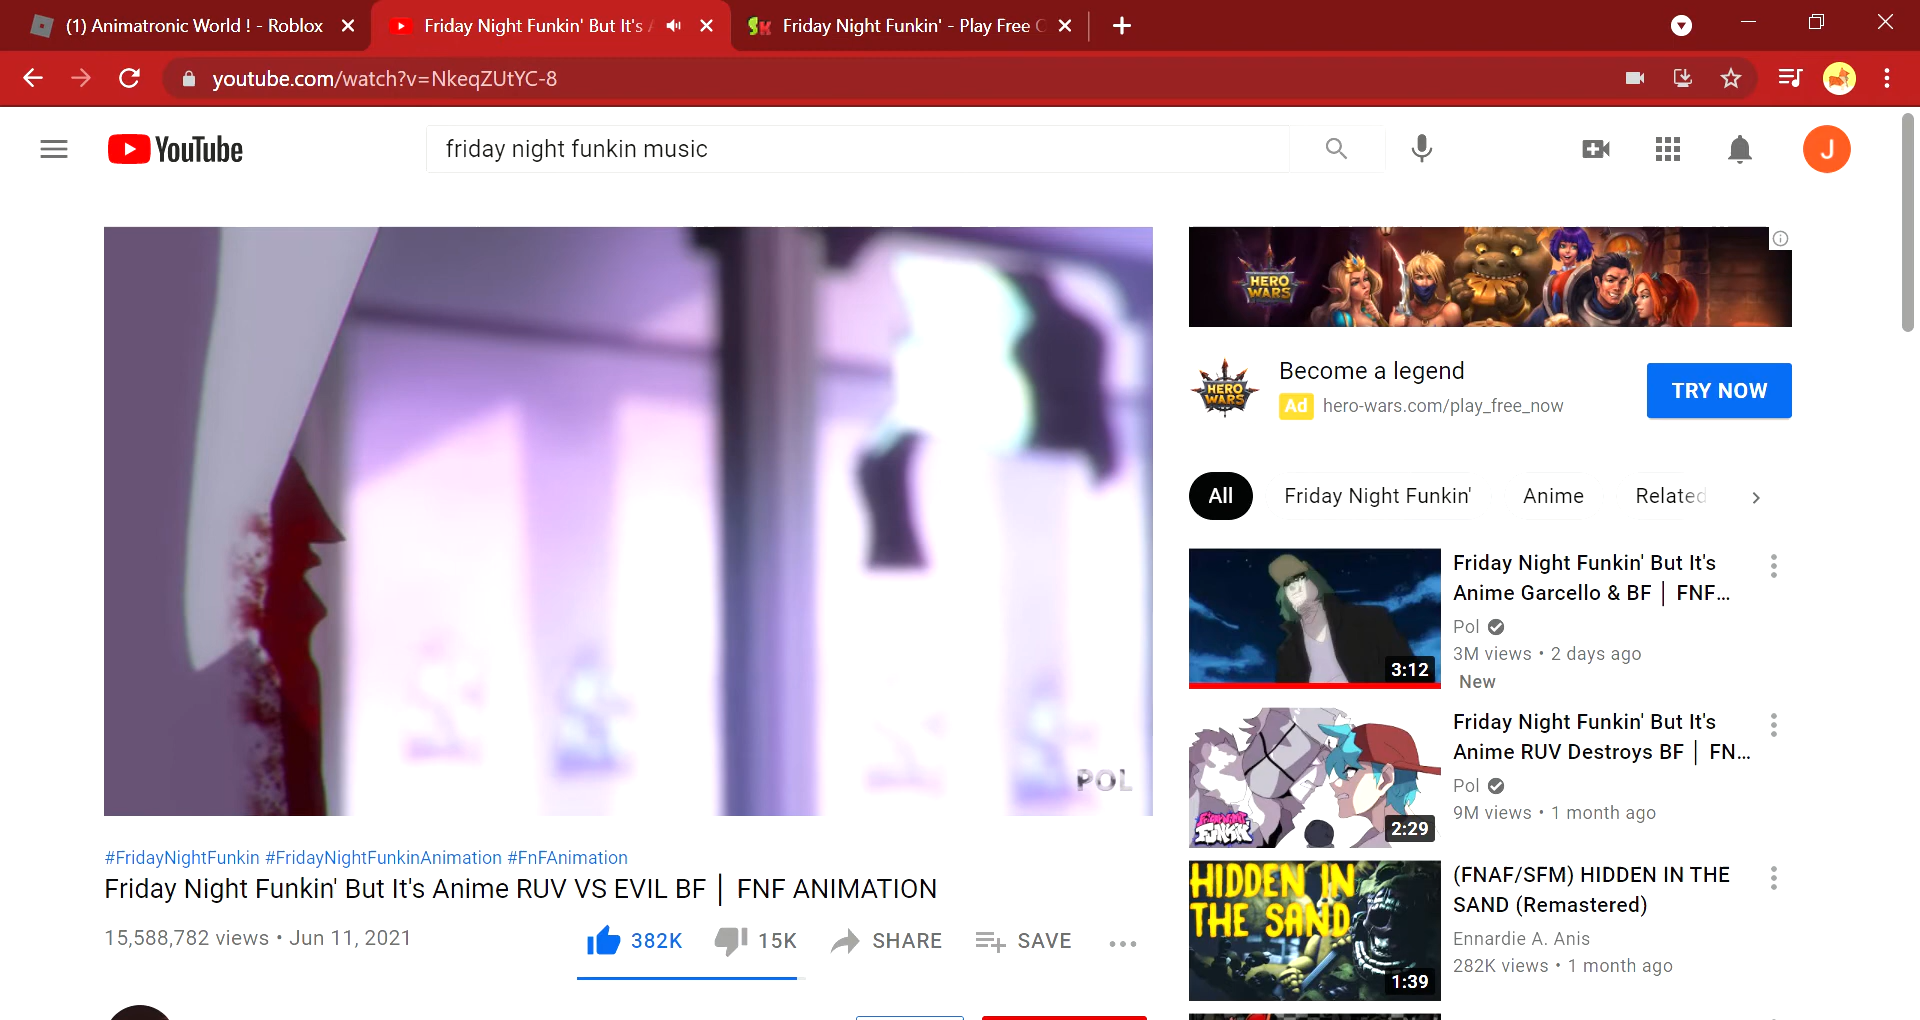 (1) Animatronic World ! - Roblox
Friday Night Funkin' But It's
Friday Night Funkin' - Play Free
youtube.com/watch?v=NkeqZUtYC-8
YouTube
friday night funkin music
J
POL
#FridayNightFunkin #FridayNightFunkinAnimation #FnFAnimation
Friday Night Funkin' But It's Anime RUV VS EVIL BF │ FNF ANIMATION
15,588,782 views • Jun 11, 2021
382K
15K
SHARE
SAVE
HERO WARS
HERO WARS
Become a legend
Ad hero-wars.com/play_free_now
TRY NOW
All
Friday Night Funkin'
Anime
Related
3:12
Friday Night Funkin' But It's
Anime Garcello & BF │ FNF...
Pol
3M views • 2 days ago
New
FRIDAY NIGHT
FUNKIN
2:29
Friday Night Funkin' But It's
Anime RUV Destroys BF │ FN...
Pol
9M views • 1 month ago
HIDDEN IN
THE SAND
1:39
(FNAF/SFM) HIDDEN IN THE
SAND (Remastered)
Ennardie A. Anis
282K views • 1 month ago